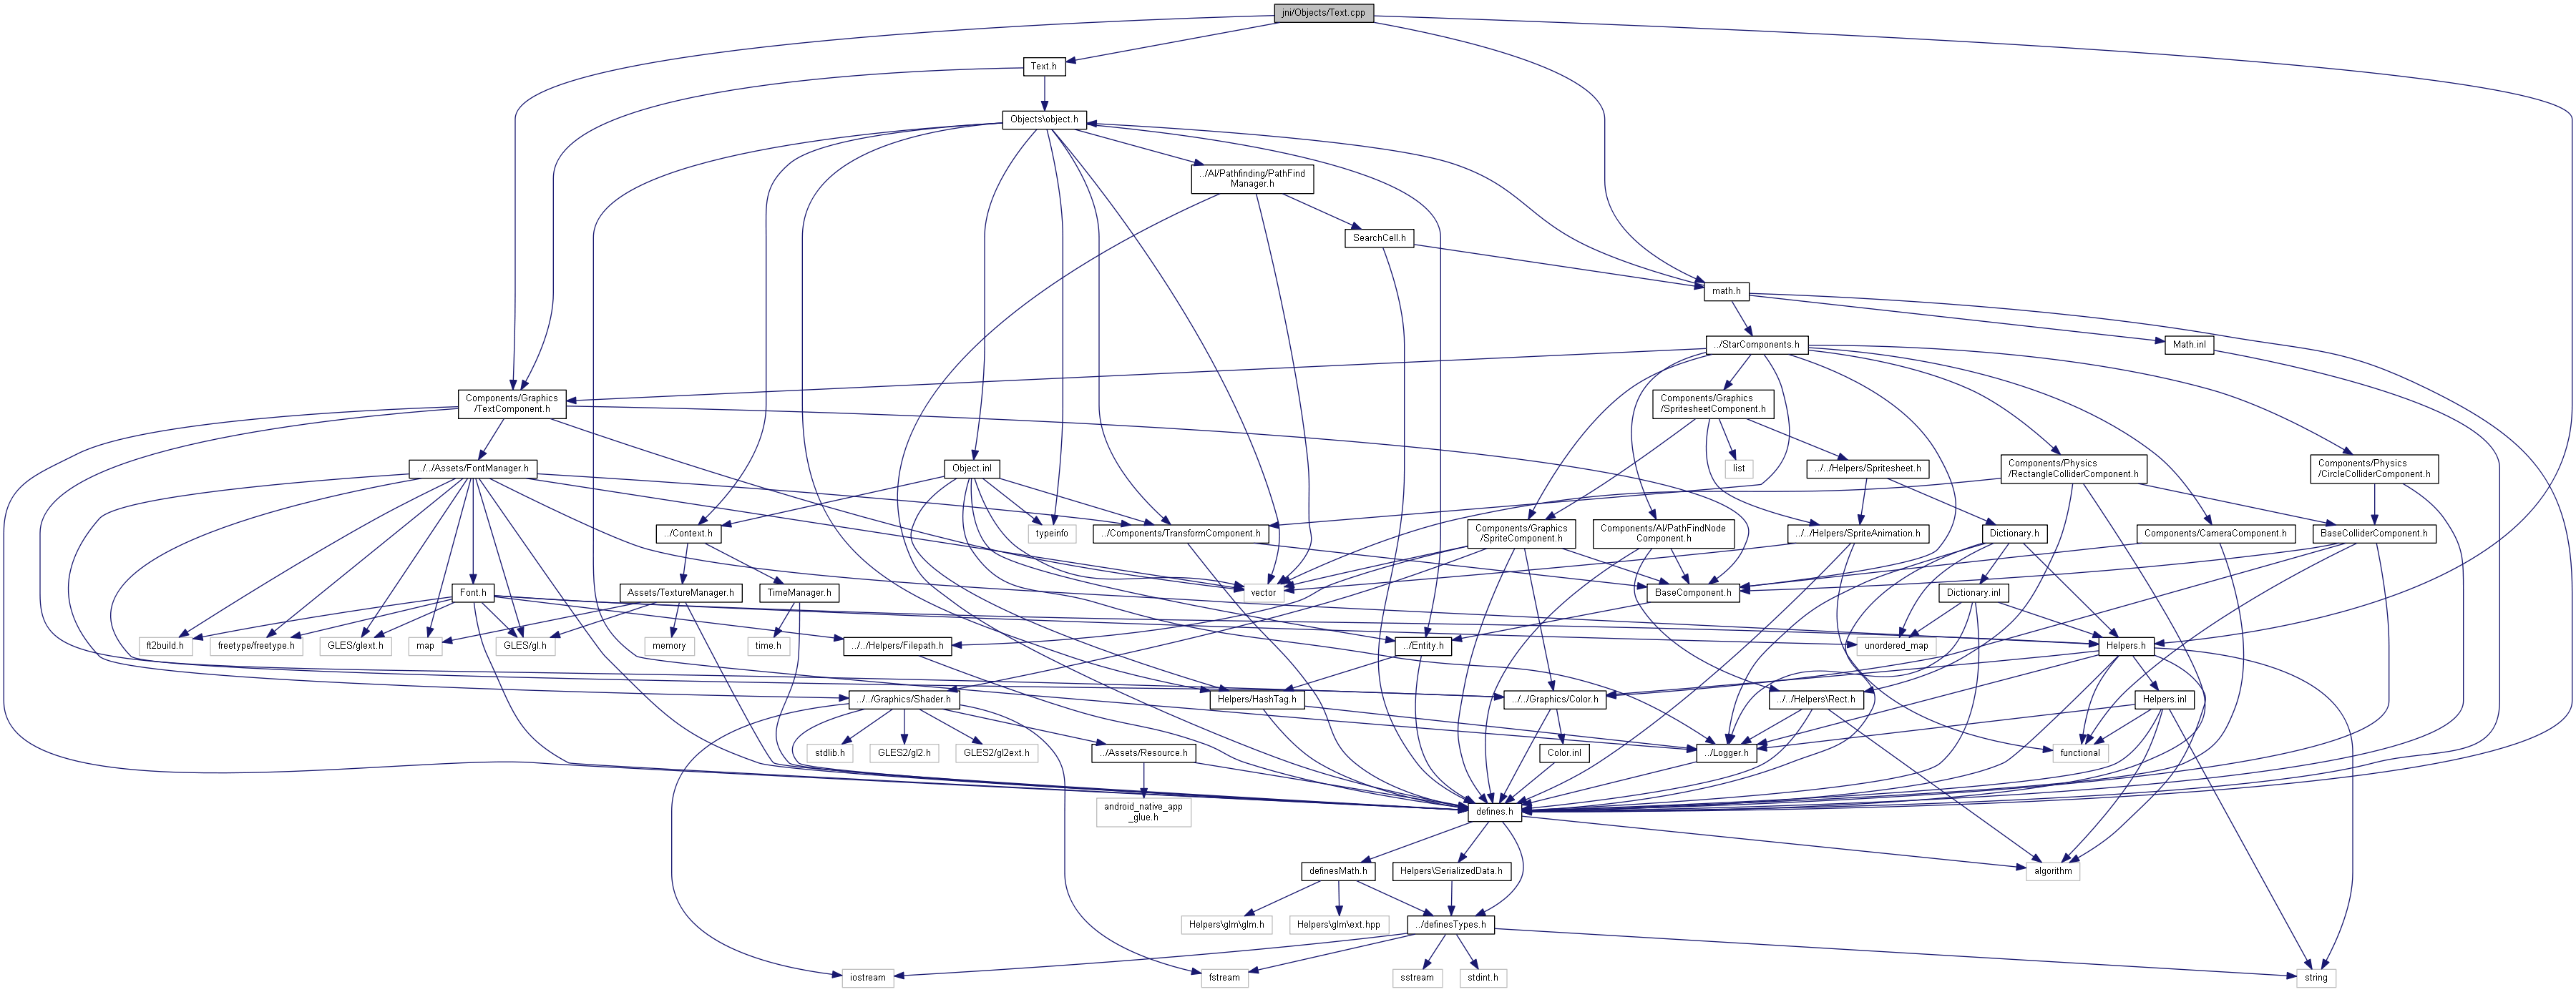 jni/Objects/Text.cpp
Text.h
Objects\object.h
../AI/Pathfinding/PathFind
Manager.h
SearchCell.h
math.h
../StarComponents.h
Math.inl
Components/Graphics
/TextComponent.h
Components/Graphics
/SpritesheetComponent.h
../../Assets/FontManager.h
Object.inl
list
../../Helpers/Spritesheet.h
Components/Physics
/RectangleColliderComponent.h
Components/Physics
/CircleColliderComponent.h
../Context.h
typeinfo
../Components/TransformComponent.h
Components/Graphics
/SpriteComponent.h
Components/AI/PathFindNode
Component.h
../../Helpers/SpriteAnimation.h
Dictionary.h
Components/CameraComponent.h
BaseColliderComponent.h
Font.h
Assets/TextureManager.h
TimeManager.h
vector
BaseComponent.h
Dictionary.inl
ft2build.h
freetype/freetype.h
GLES/glext.h
map
GLES/gl.h
memory
time.h
../../Helpers/Filepath.h
../Entity.h
unordered_map
Helpers.h
../../Graphics/Shader.h
Helpers/HashTag.h
../../Graphics/Color.h
../../Helpers\Rect.h
Helpers.inl
stdlib.h
GLES2/gl2.h
GLES2/gl2ext.h
../Assets/Resource.h
Color.inl
../Logger.h
functional
android_native_app
_glue.h
defines.h
definesMath.h
Helpers\SerializedData.h
algorithm
Helpers\glm\glm.h
Helpers\glm\ext.hpp
../definesTypes.h
iostream
fstream
sstream
stdint.h
string